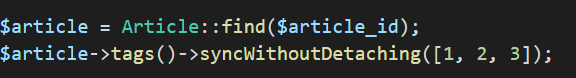 $article = Article::find($article_id);
$article->tags()->syncWithoutDetaching([1, 2, 3]);